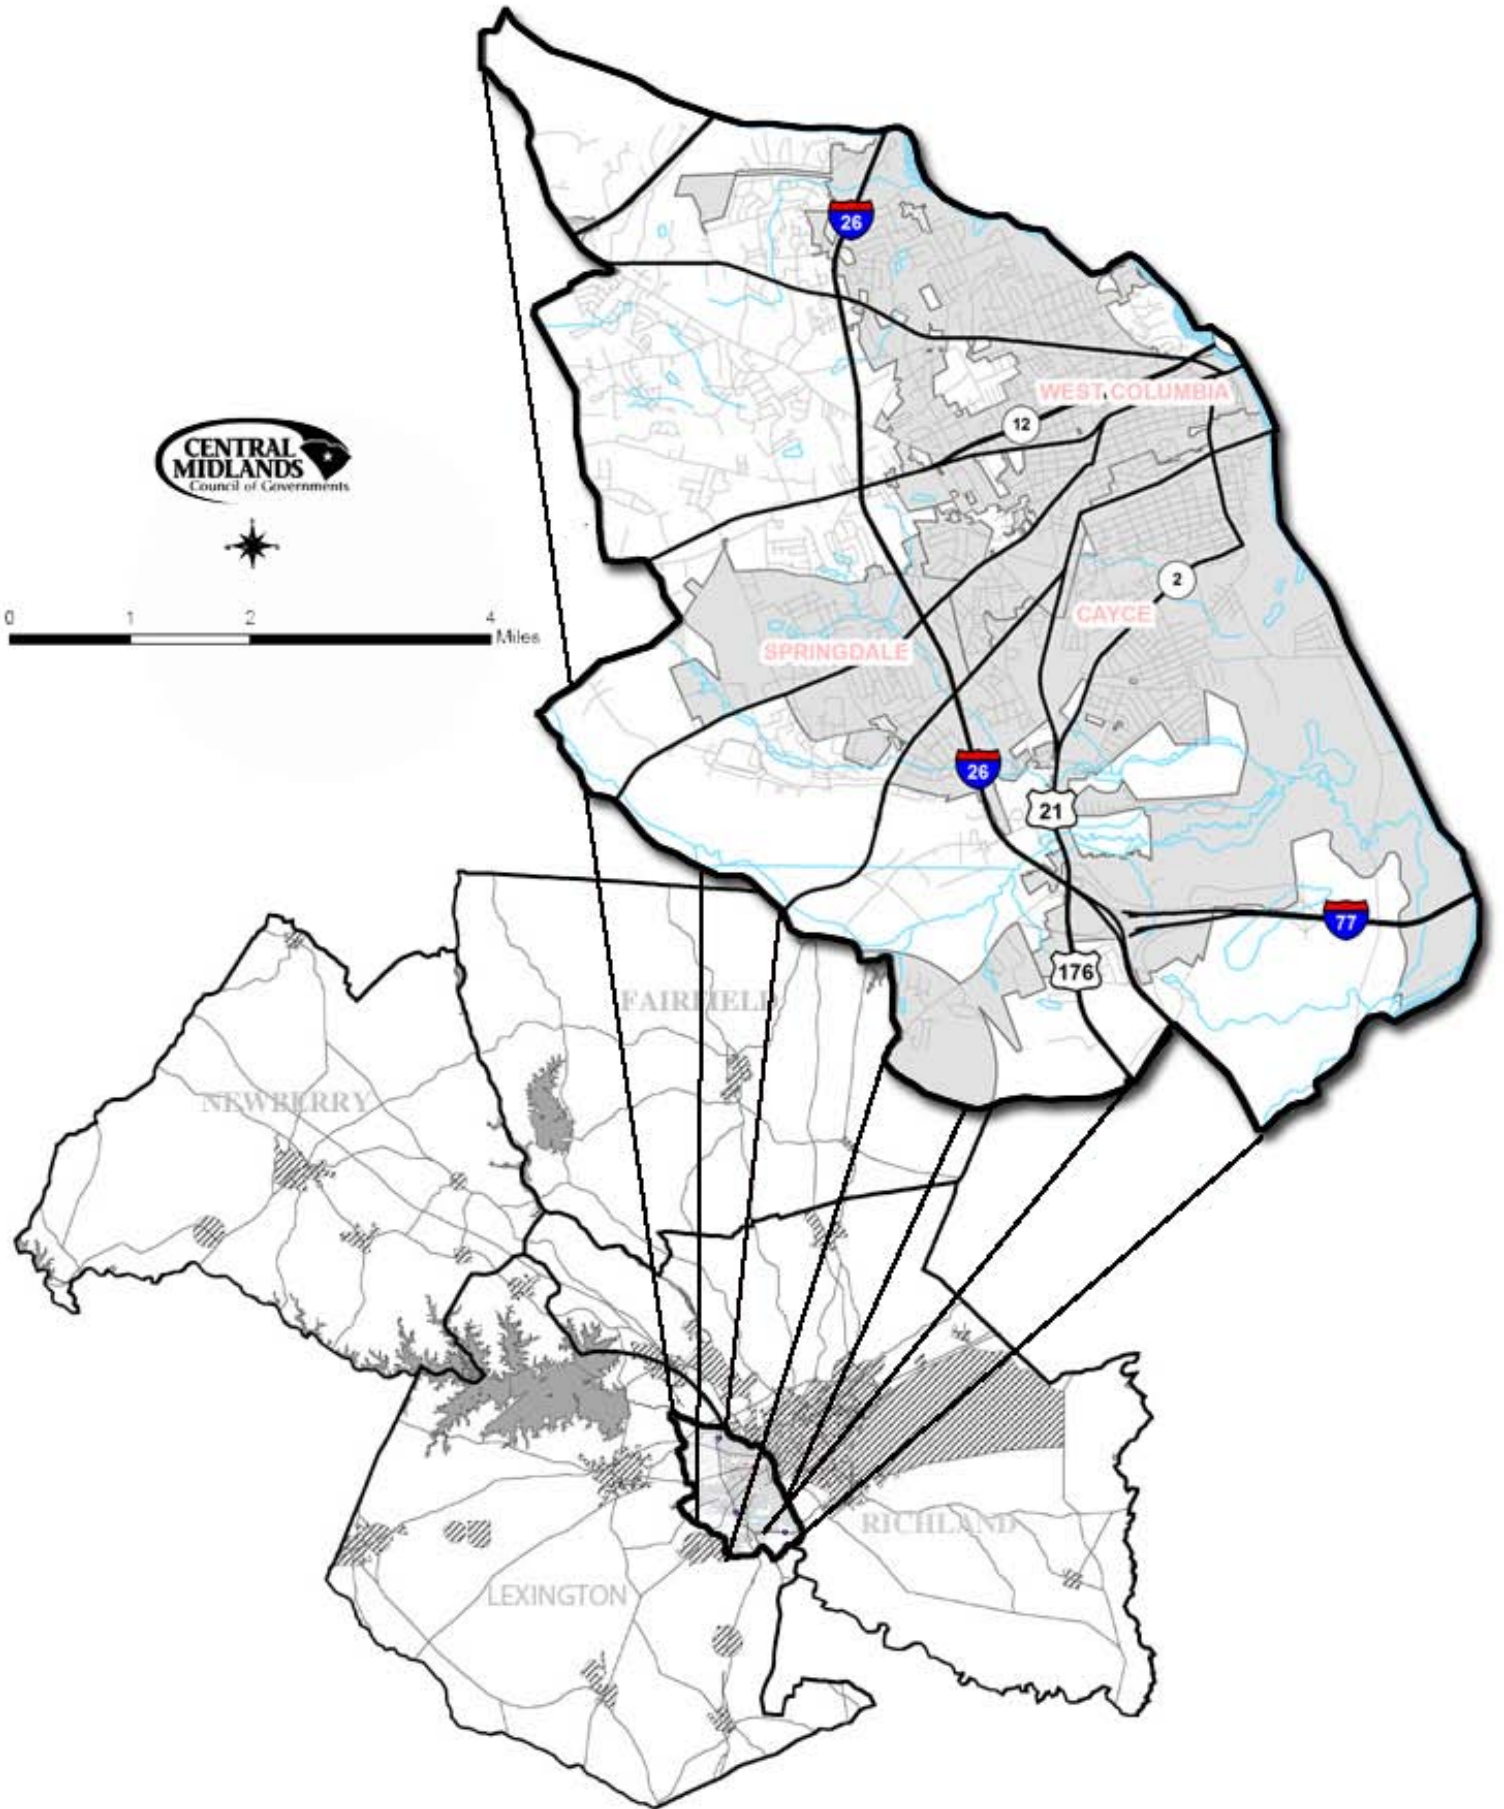 26
WEST COLUMBIA
12
CENTRAL
MIDLANDS
Council of Governments
2
0 1 2 4
Miles
CAYCE
SPRINGDALE
26
21
77
176
FAIRFIELD
NEWBERRY
RICHLAND
LEXINGTON